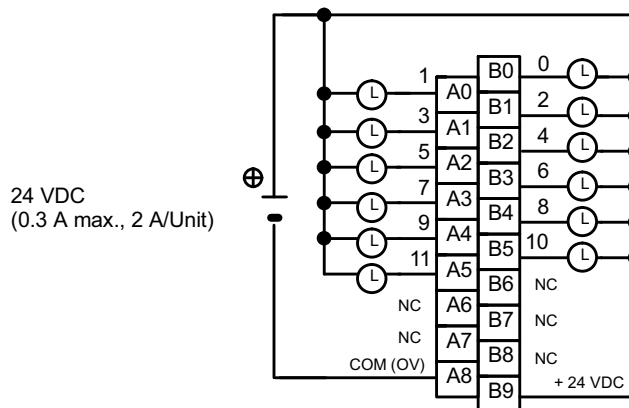 B0 0 L
1 L A0
B1 2 L
3 L A1
B2 4 L
5 L A2
B3 6 L
7 L A3
B4 8 L
9 L A4
B5 10 L
11 L A5
B6 NC
NC A6
B7 NC
NC A7
B8 NC
COM (OV) A8
B9 + 24 VDC
24 VDC
(0.3 A max., 2 A/Unit)